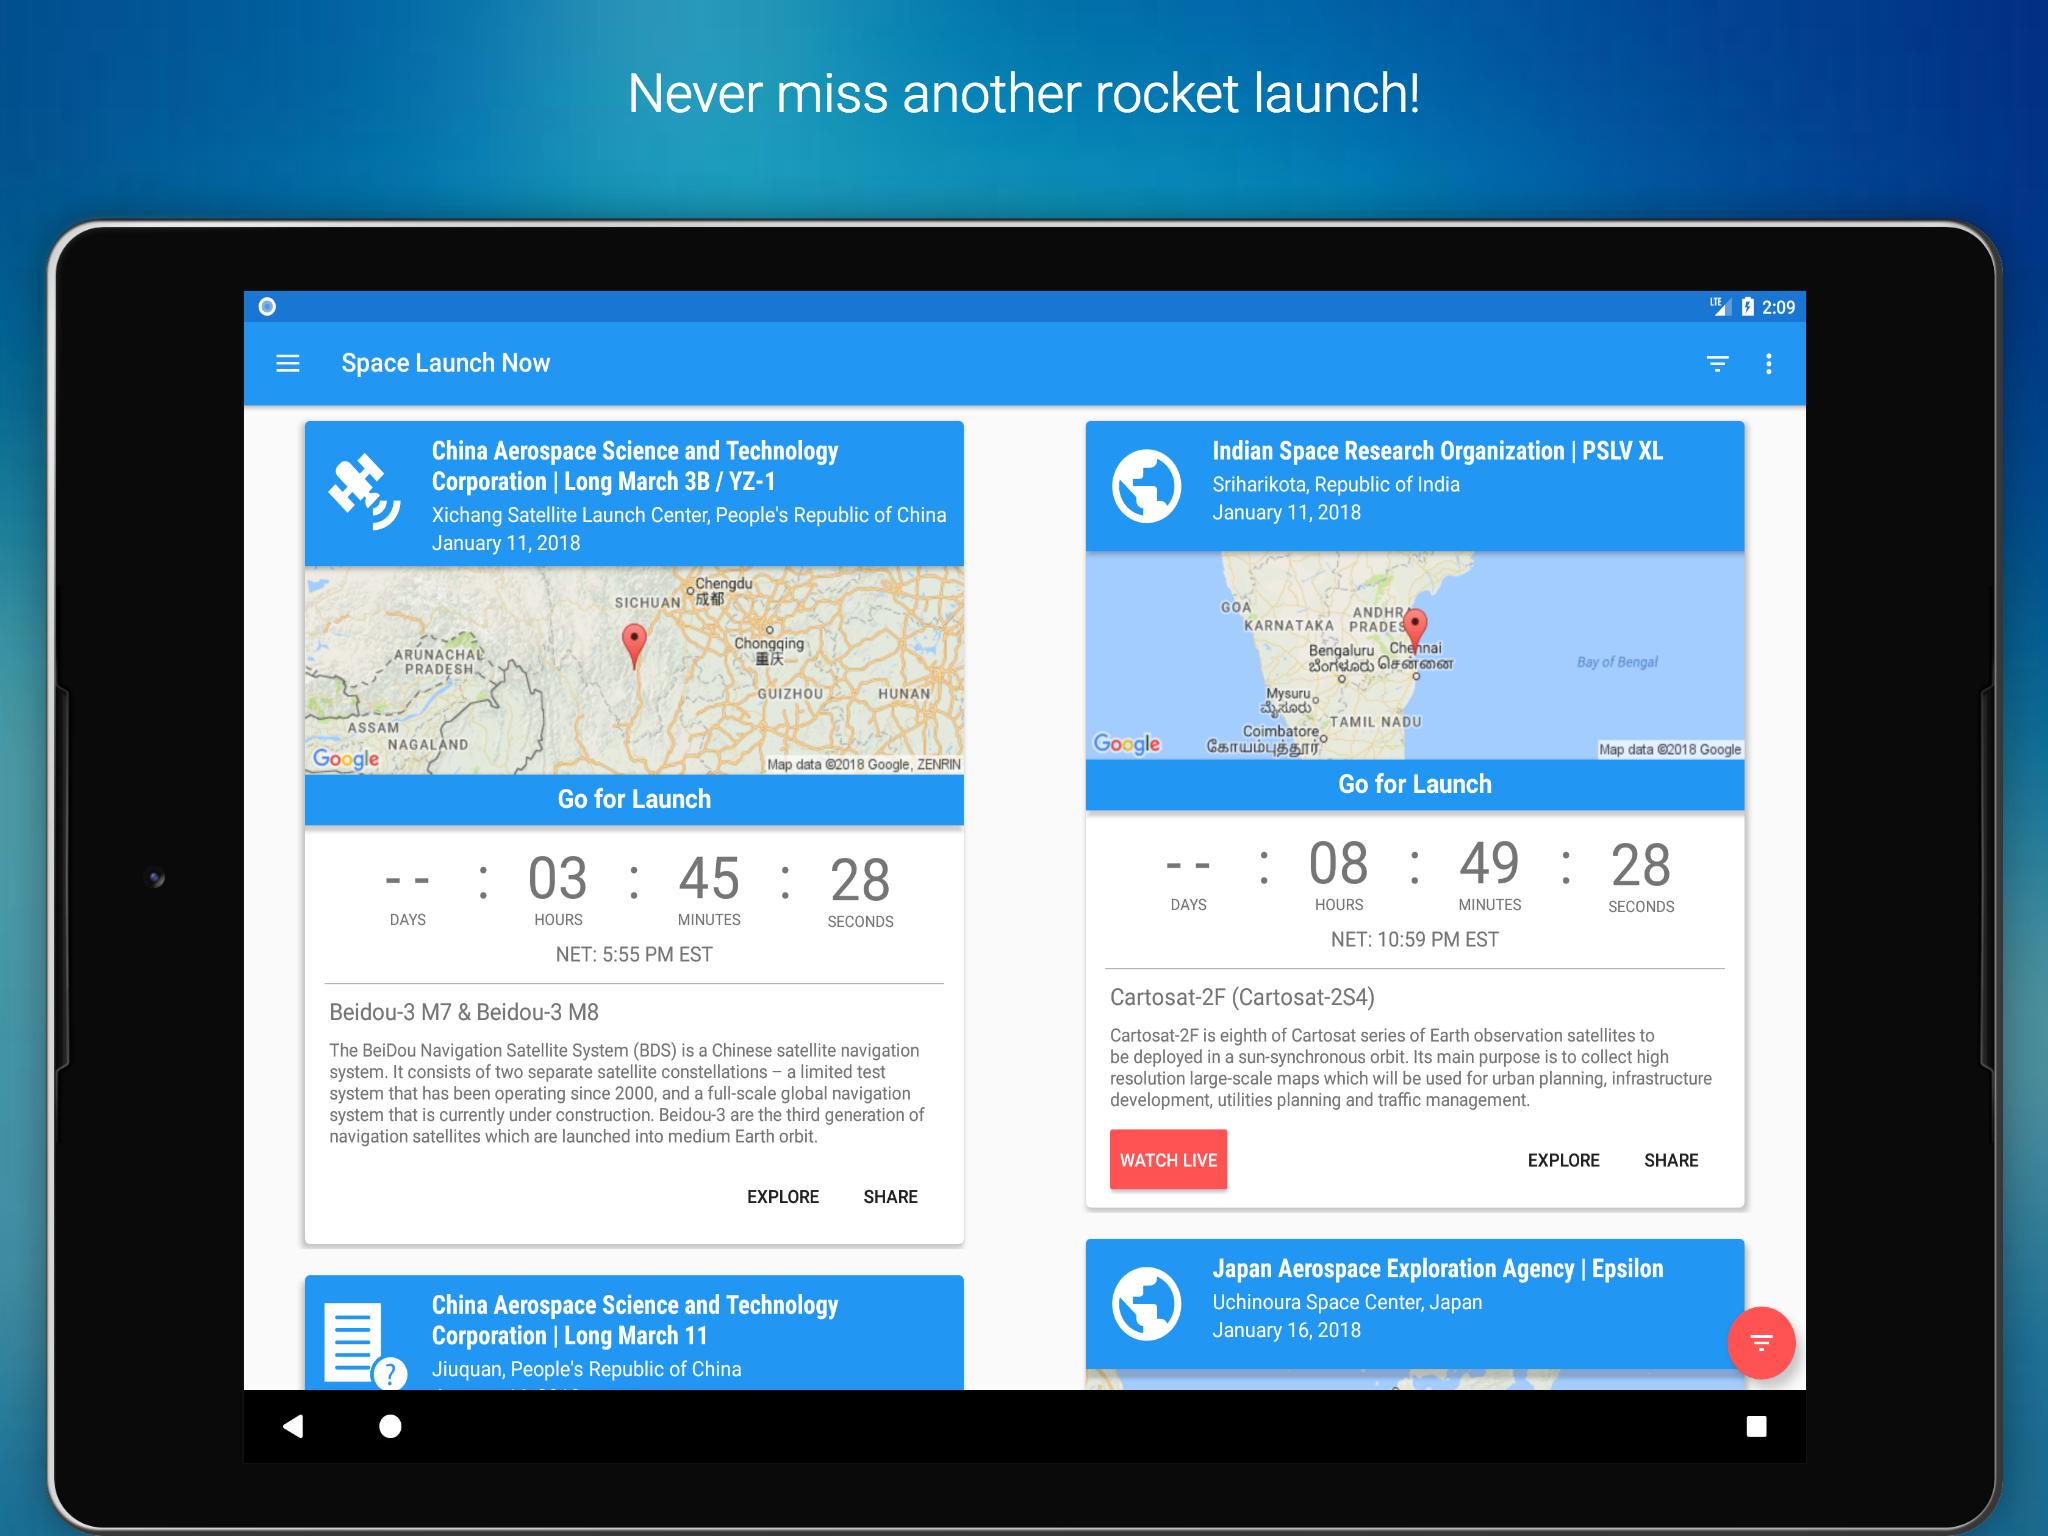 Never miss another rocket launch!
LTE
2:09
Space Launch Now
China Aerospace Science and Technology
Corporation | Long March 3B / YZ-1
Xichang Satellite Launch Center, People's Republic of China
January 11, 2018
Chengdu
成都
SICHUAN
Chongqing
重庆
ARUNACHAL
PRADESH
GUIZHOU
HUNAN
ASSAM
NAGALAND
Google
Map data ©2018 Google, ZENRIN
Go for Launch
-- : 03 : 45 : 28
DAYS HOURS MINUTES SECONDS
NET: 5:55 PM EST
Beidou-3 M7 & Beidou-3 M8
The BeiDou Navigation Satellite System (BDS) is a Chinese satellite navigation
system. It consists of two separate satellite constellations – a limited test
system that has been operating since 2000, and a full-scale global navigation
system that is currently under construction. Beidou-3 are the third generation of
navigation satellites which are launched into medium Earth orbit.
EXPLORE SHARE
China Aerospace Science and Technology
Corporation | Long March 11
Jiuquan, People's Republic of China
Indian Space Research Organization | PSLV XL
Sriharikota, Republic of India
January 11, 2018
GOA
KARNATAKA
ANDHRA
PRADESH
Bengaluru
ಬೆಂಗಳೂರು
Chennai
சென்னை
Bay of Bengal
Mysuru
ಮೈಸೂರು
TAMIL NADU
Coimbatore
கோயம்புத்தூர்
Google
Map data ©2018 Google
Go for Launch
-- : 08 : 49 : 28
DAYS HOURS MINUTES SECONDS
NET: 10:59 PM EST
Cartosat-2F (Cartosat-2S4)
Cartosat-2F is eighth of Cartosat series of Earth observation satellites to
be deployed in a sun-synchronous orbit. Its main purpose is to collect high
resolution large-scale maps which will be used for urban planning, infrastructure
development, utilities planning and traffic management.
WATCH LIVE EXPLORE SHARE
Japan Aerospace Exploration Agency | Epsilon
Uchinoura Space Center, Japan
January 16, 2018